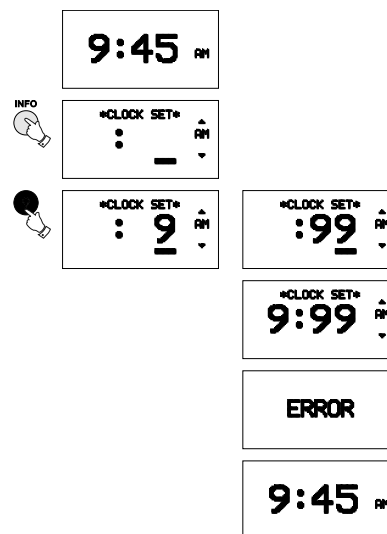 9:45 AM
INFO
*CLOCK SET*
: _ AM
*CLOCK SET*
: 9 AM
*CLOCK SET*
:99 AM
*CLOCK SET*
9:99 AM
ERROR
9:45 AM